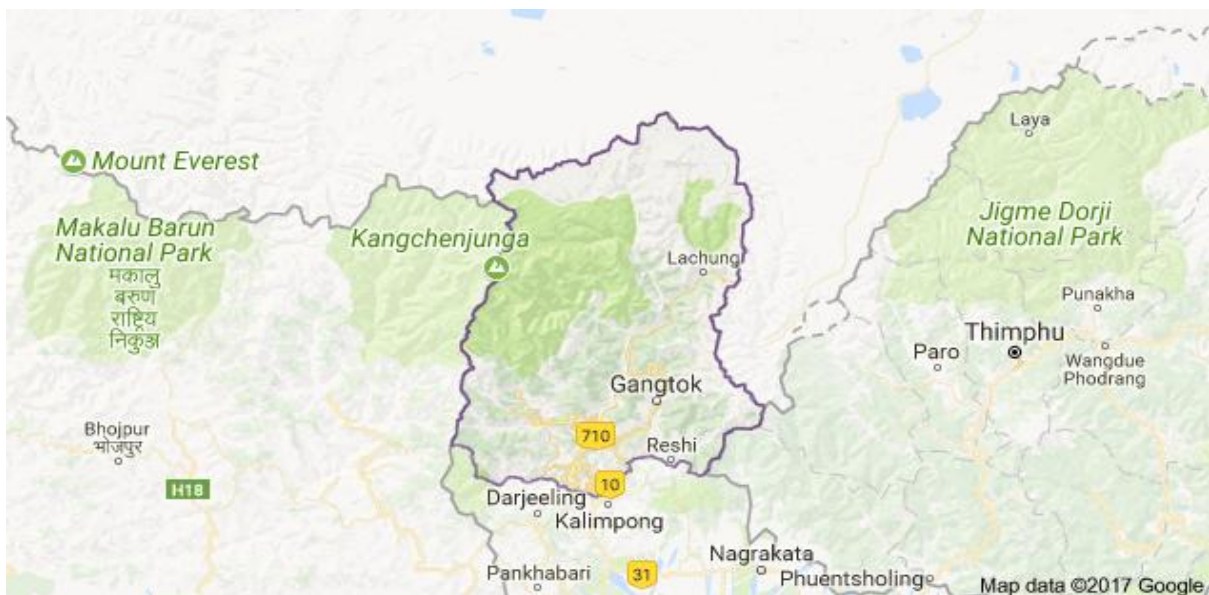 Laya
Mount Everest
Makalu Barun
National Park
मकालु
बरुण
राष्ट्रिय
निकुञ्ज
Kangchenjunga
Jigme Dorji
National Park
Lachung
Punakha
Thimphu
Paro
Wangdue
Phodrang
Gangtok
Bhojpur
भोजपुर
710
Reshi
H18
10
Darjeeling
Kalimpong
Nagrakata
31
Pankhabari
Phuentsholing
Map data ©2017 Google